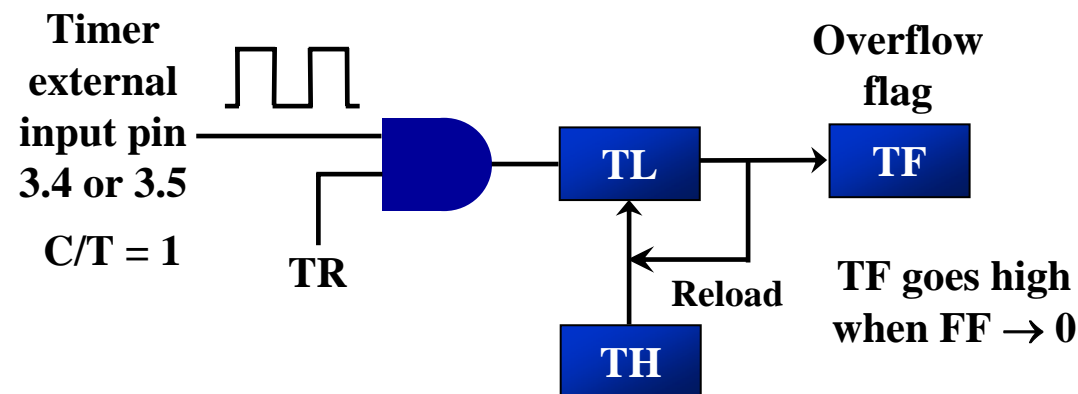 Timer
external
input pin
3.4 or 3.5
C/T = 1
TR
TL
TH
Reload
Overflow
flag
TF
TF goes high
when FF → 0